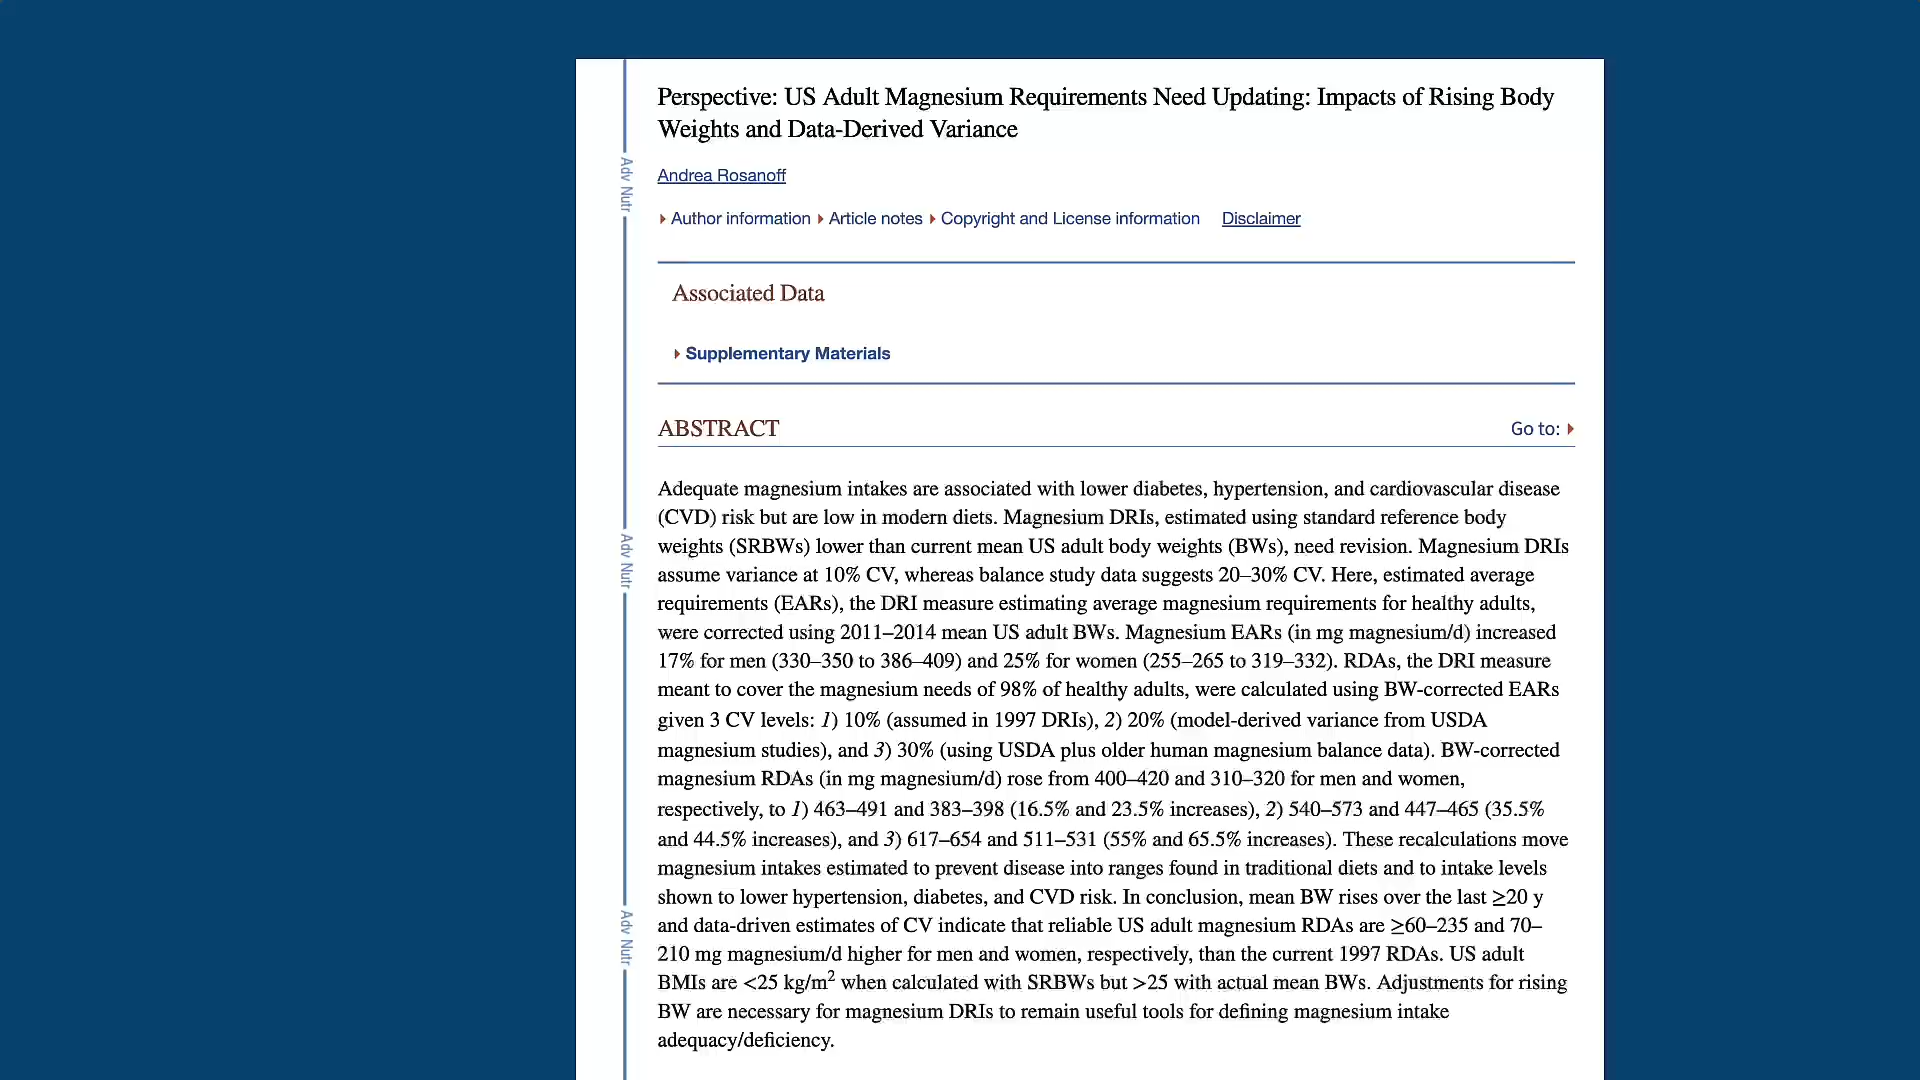 Perspective: US Adult Magnesium Requirements Need Updating: Impacts of Rising Body
Weights and Data-Derived Variance
Andrea Rosanoff
Author information Article notes Copyright and License information Disclaimer
Associated Data
Supplementary Materials
ABSTRACT Go to:
Adequate magnesium intakes are associated with lower diabetes, hypertension, and cardiovascular disease
(CVD) risk but are low in modern diets. Magnesium DRIs, estimated using standard reference body
weights (SRBWs) lower than current mean US adult body weights (BWs), need revision. Magnesium DRIs
assume variance at 10% CV, whereas balance study data suggests 20–30% CV. Here, estimated average
requirements (EARs), the DRI measure estimating average magnesium requirements for healthy adults,
were corrected using 2011–2014 mean US adult BWs. Magnesium EARs (in mg magnesium/d) increased
17% for men (330–350 to 386–409) and 25% for women (255–265 to 319–332). RDAs, the DRI measure
meant to cover the magnesium needs of 98% of healthy adults, were calculated using BW-corrected EARs
given 3 CV levels: 1) 10% (assumed in 1997 DRIs), 2) 20% (model-derived variance from USDA
magnesium studies), and 3) 30% (using USDA plus older human magnesium balance data). BW-corrected
magnesium RDAs (in mg magnesium/d) rose from 400–420 and 310–320 for men and women,
respectively, to 1) 463–491 and 383–398 (16.5% and 23.5% increases), 2) 540–573 and 447–465 (35.5%
and 44.5% increases), and 3) 617–654 and 511–531 (55% and 65.5% increases). These recalculations move
magnesium intakes estimated to prevent disease into ranges found in traditional diets and to intake levels
shown to lower hypertension, diabetes, and CVD risk. In conclusion, mean BW rises over the last ≥20 y
and data-driven estimates of CV indicate that reliable US adult magnesium RDAs are ≥60–235 and 70–
210 mg magnesium/d higher for men and women, respectively, than the current 1997 RDAs. US adult
BMIs are <25 kg/m² when calculated with SRBWs but >25 with actual mean BWs. Adjustments for rising
BW are necessary for magnesium DRIs to remain useful tools for defining magnesium intake
adequacy/deficiency.
Adv Nutr
Adv Nutr
Adv Nutr